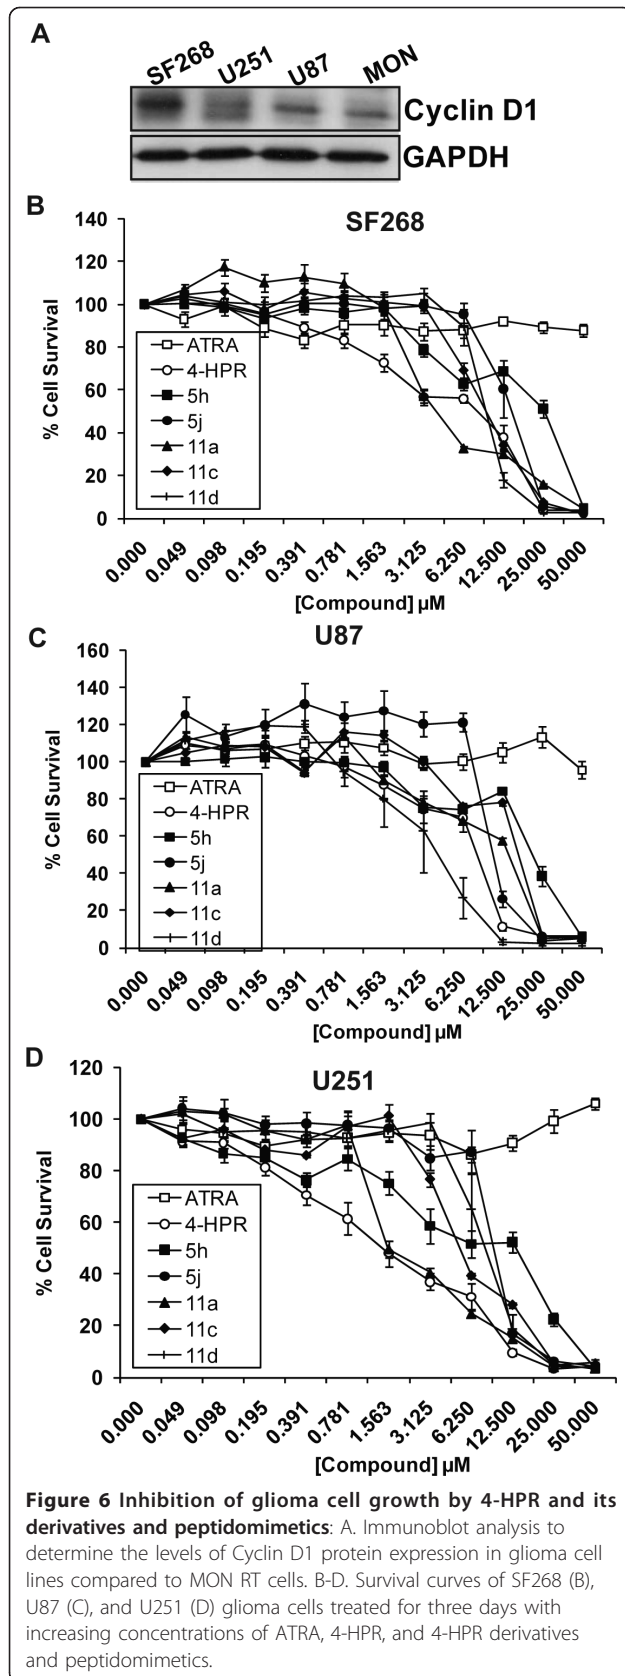 A
SF268 U251 U87 MON
Cyclin D1
GAPDH
B
SF268
140
120
100
80
60
40
20
0
% Cell Survival
ATRA
4-HPR
5h
5j
11a
11c
11d
0.000 0.049 0.098 0.195 0.391 0.781 1.563 3.125 6.250 12.500 25.000 50.000
[Compound] µM
C
U87
160
140
120
100
80
60
40
20
0
% Cell Survival
ATRA
4-HPR
5h
5j
11a
11c
11d
0.000 0.049 0.098 0.195 0.391 0.781 1.563 3.125 6.250 12.500 25.000 50.000
[Compound] µM
D
U251
120
100
80
60
40
20
0
% Cell Survival
ATRA
4-HPR
5h
5j
11a
11c
11d
0.000 0.049 0.098 0.195 0.391 0.781 1.563 3.125 6.250 12.500 25.000 50.000
[Compound] µM
Figure 6 Inhibition of glioma cell growth by 4-HPR and its
derivatives and peptidomimetics: A. Immunoblot analysis to
determine the levels of Cyclin D1 protein expression in glioma cell
lines compared to MON RT cells. B-D. Survival curves of SF268 (B),
U87 (C), and U251 (D) glioma cells treated for three days with
increasing concentrations of ATRA, 4-HPR, and 4-HPR derivatives
and peptidomimetics.